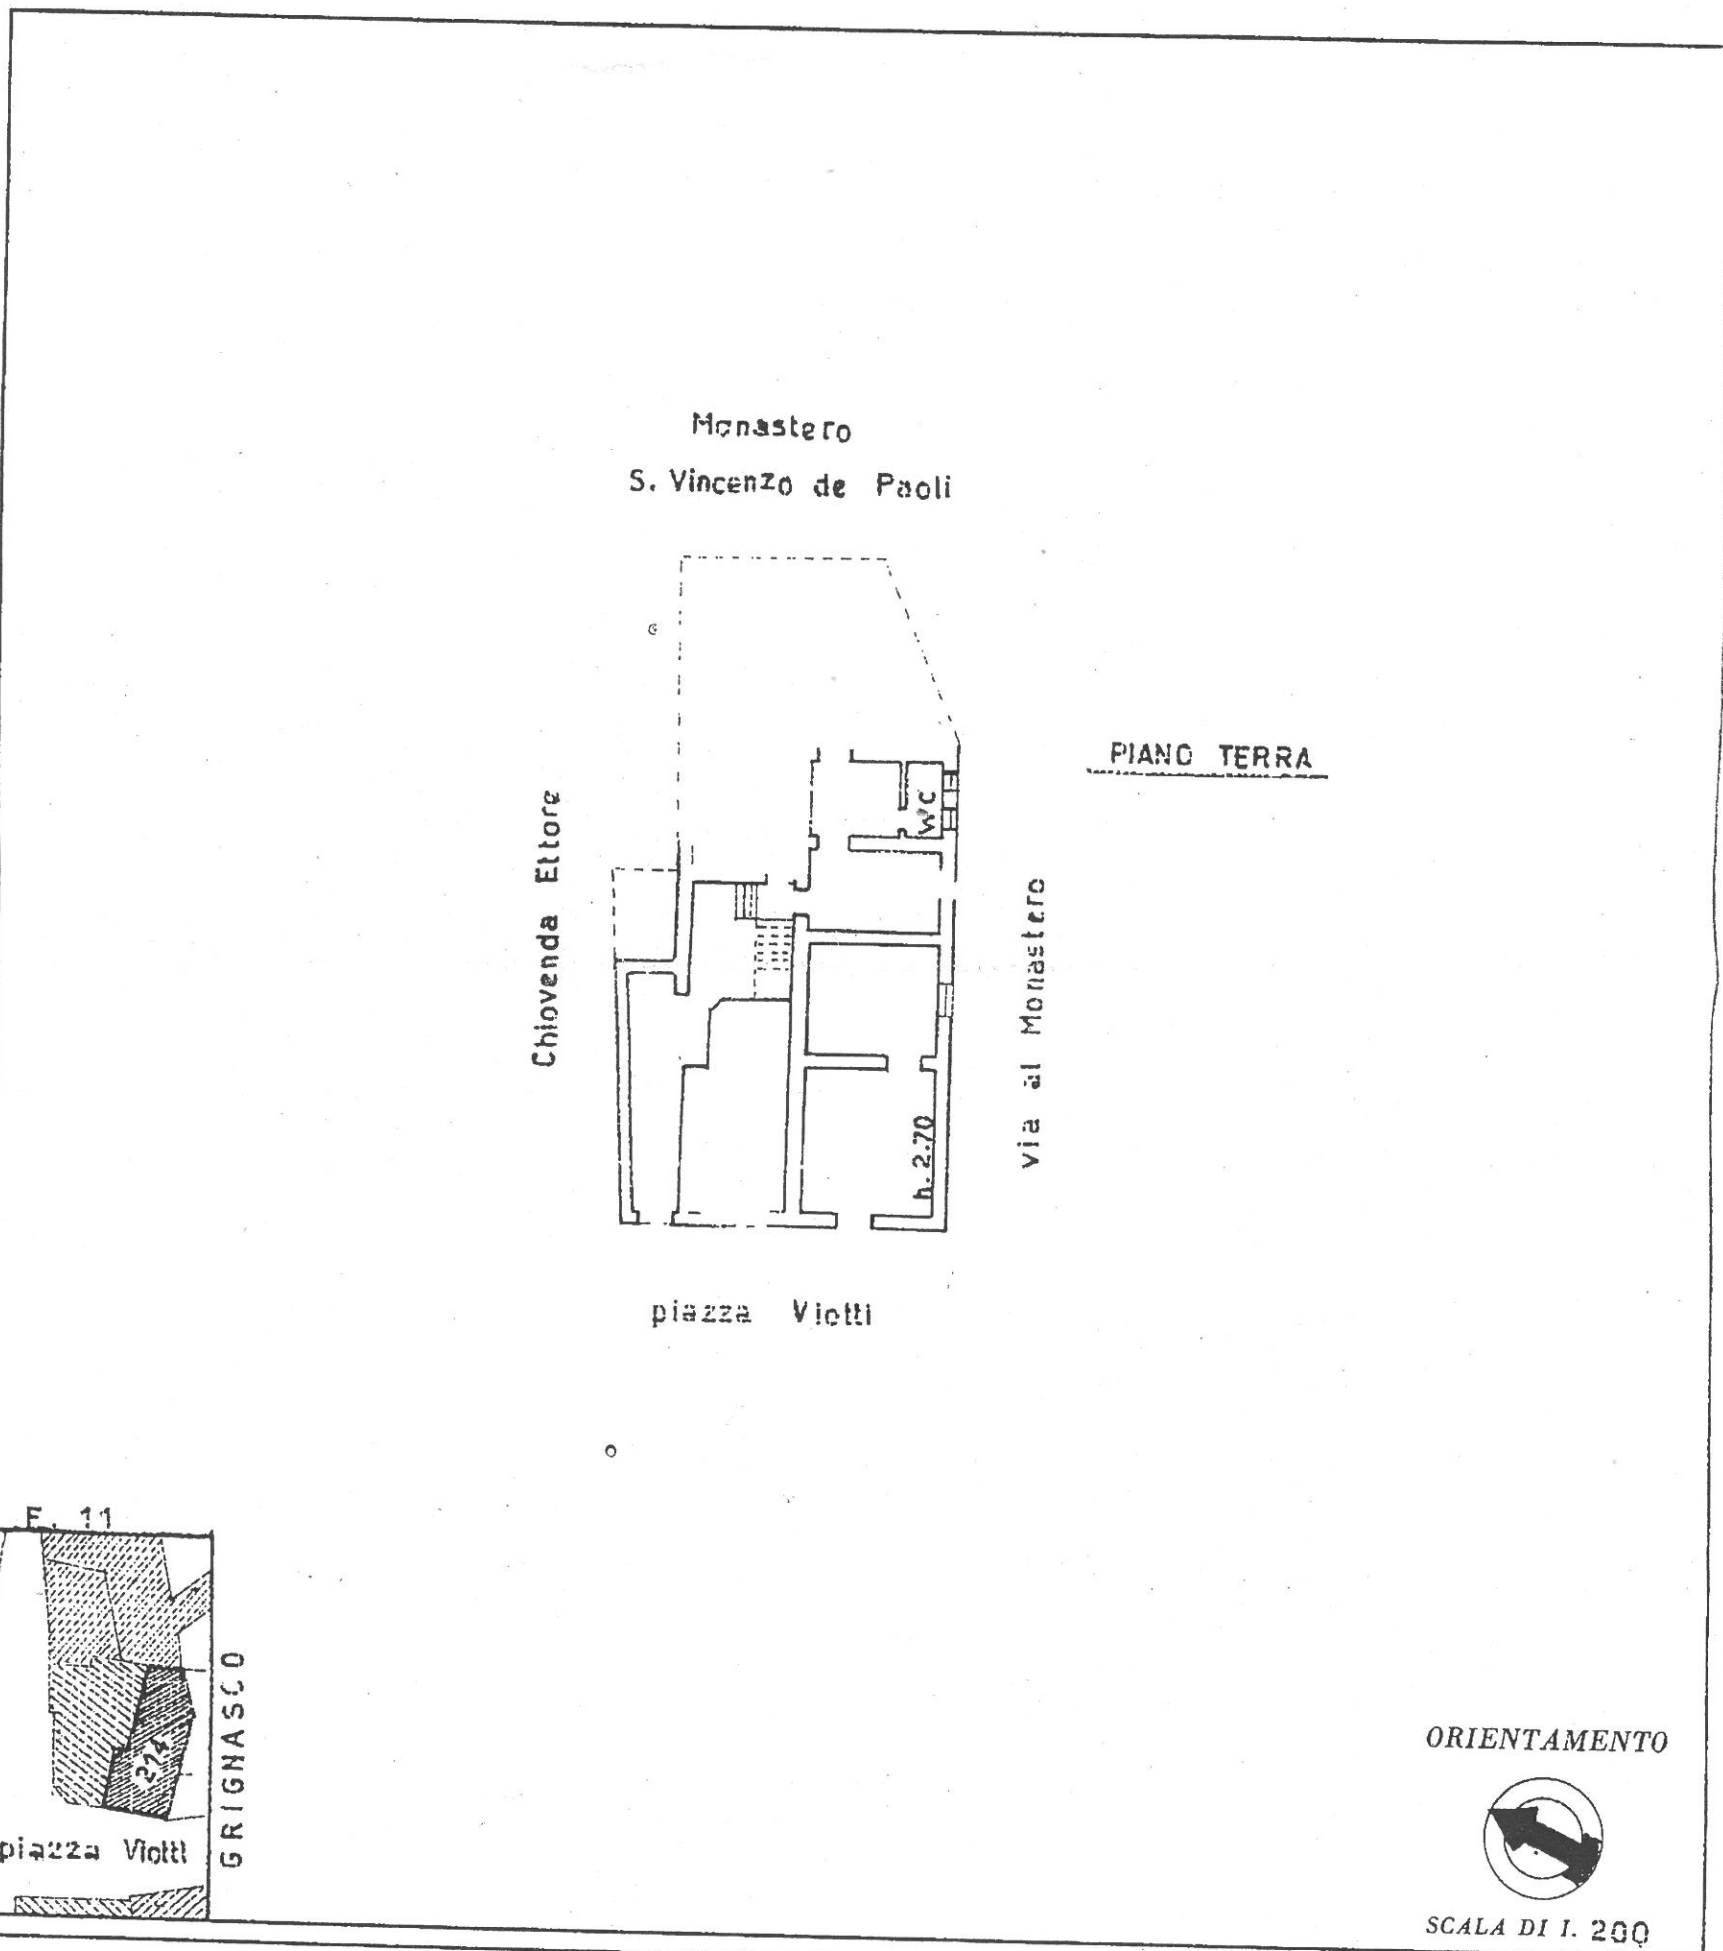 Monastero
S. Vincenzo de Paoli
PIANO TERRA
WC
Chiovenda Ettore
via al Monastero
h. 2.70
piazza Viotti
F. 11
274
GRIGNASCO
piazza Viotti
ORIENTAMENTO
SCALA DI 1. 200